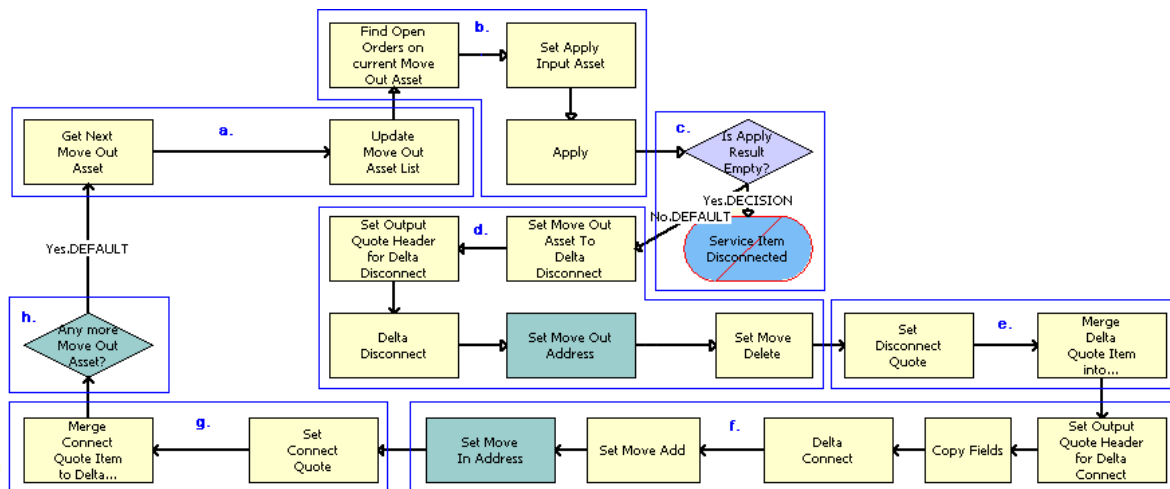 Find Open
Orders on
current Move
Out Asset
b.
Set Apply
Input Asset
Get Next
Move Out
Asset
a.
Update
Move Out
Asset List
Apply
c.
Is Apply
Result
Empty?
Yes.DECISION
No.DEFAULT
Service Item
Disconnected
Set Output
Quote Header
for Delta
Disconnect
d.
Set Move Out
Asset To
Delta
Disconnect
Yes.DEFAULT
h.
Any more
Move Out
Asset?
Delta
Disconnect
Set Move Out
Address
Set Move
Delete
Set
Disconnect
Quote
e.
Merge
Delta
Quote Item
into...
Merge
Connect
Quote Item
to Delta...
g.
Set
Connect
Quote
Set Move
In Address
Set Move Add
f.
Delta
Connect
Copy Fields
Set Output
Quote Header
for Delta
Connect